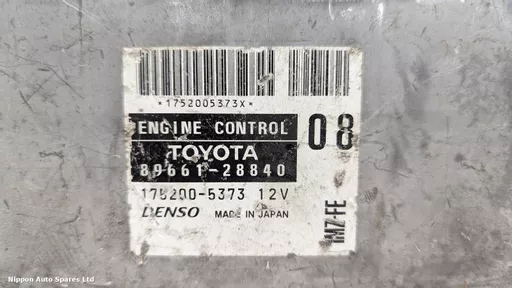 *1752005373X*
ENGINE CONTROL 08
TOYOTA
89661-28840
175200-5373 12V
DENSO MADE IN JAPAN
MZ-FE
Nippon Auto Spares Ltd